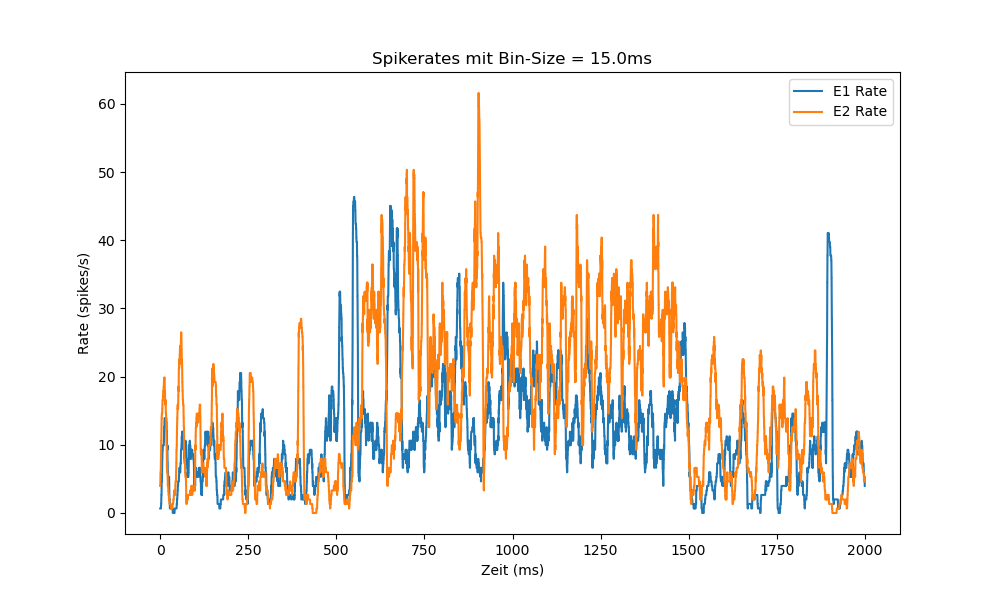 Spikerates mit Bin-Size = 15.0ms
E1 Rate
E2 Rate
Rate (spikes/s)
60
50
40
30
20
10
0
0 250 500 750 1000 1250 1500 1750 2000
Zeit (ms)